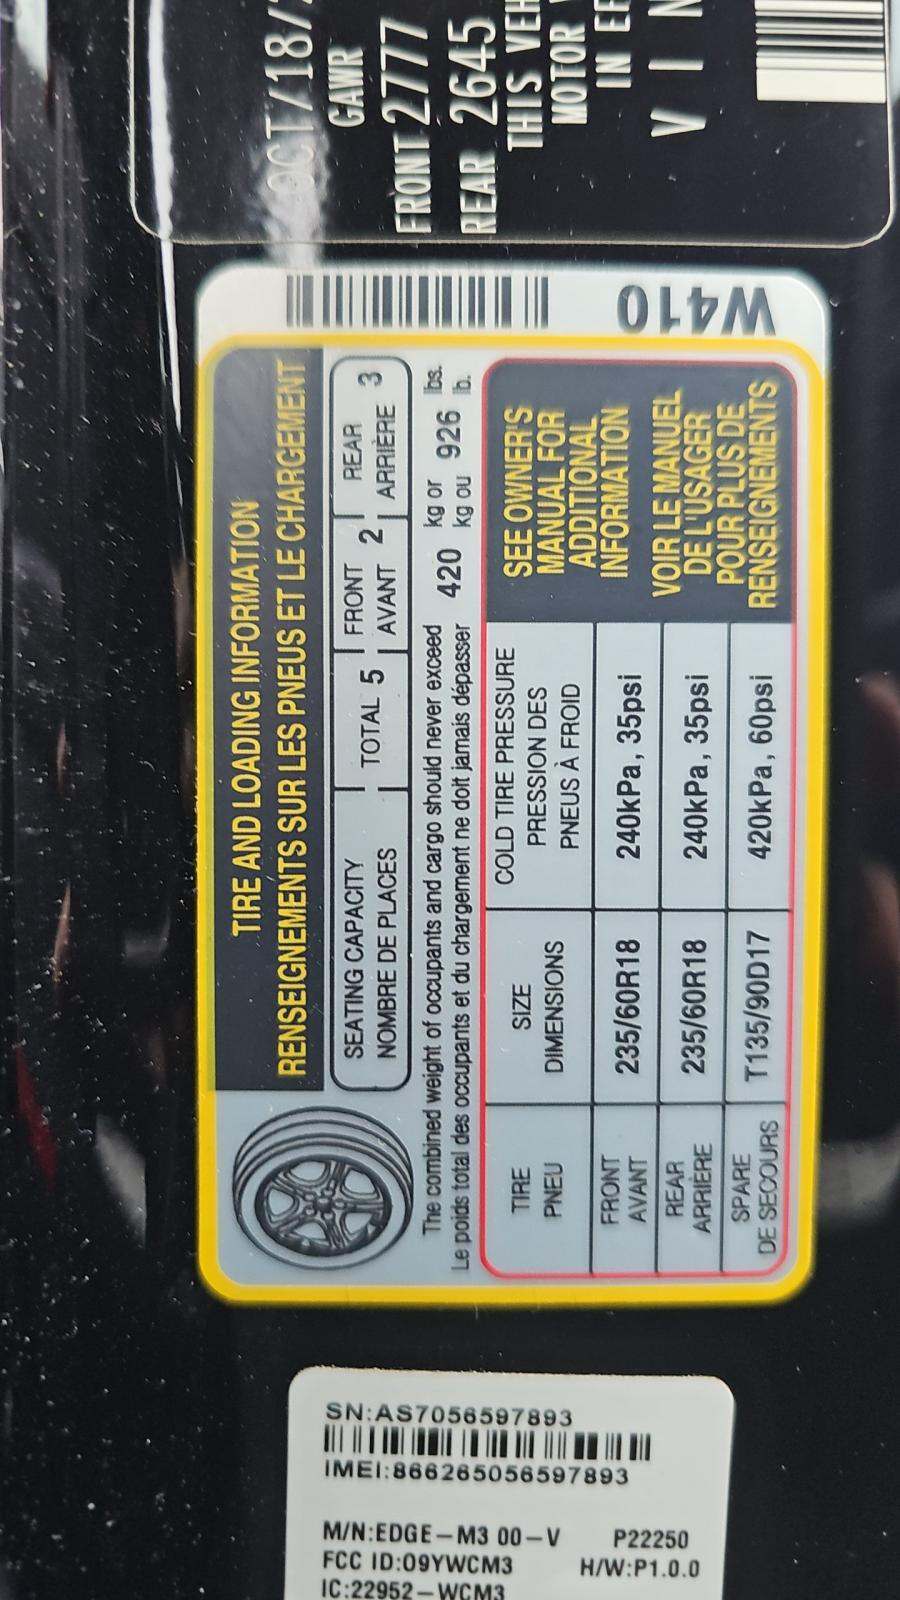 OCT/18/
GAWR
FRONT 2777
REAR 2645
THIS VEH
MOTOR
IN EF
V I N
W410
TIRE AND LOADING INFORMATION
RENSEIGNEMENTS SUR LES PNEUS ET LE CHARGEMENT
SEATING CAPACITY
NOMBRE DE PLACES
TOTAL 5
FRONT
AVANT 2
REAR
ARRIÈRE 3
The combined weight of occupants and cargo should never exceed 420 kg or 926 lbs.
Le poids total des occupants et du chargement ne doit jamais dépasser kg ou lb.
TIRE
PNEU
SIZE
DIMENSIONS
COLD TIRE PRESSURE
PRESSION DES
PNEUS À FROID
FRONT
AVANT
235/60R18
240kPa, 35psi
REAR
ARRIÈRE
235/60R18
240kPa, 35psi
SPARE
DE SECOURS
T135/90D17
420kPa, 60psi
SEE OWNER'S
MANUAL FOR
ADDITIONAL
INFORMATION
VOIR LE MANUEL
DE L'USAGER
POUR PLUS DE
RENSEIGNEMENTS
SN:AS7056597893
IMEI:866265056597893
M/N:EDGE-M3 00-V P22250
FCC ID:O9YWCM3 H/W:P1.0.0
IC:22952-WCM3